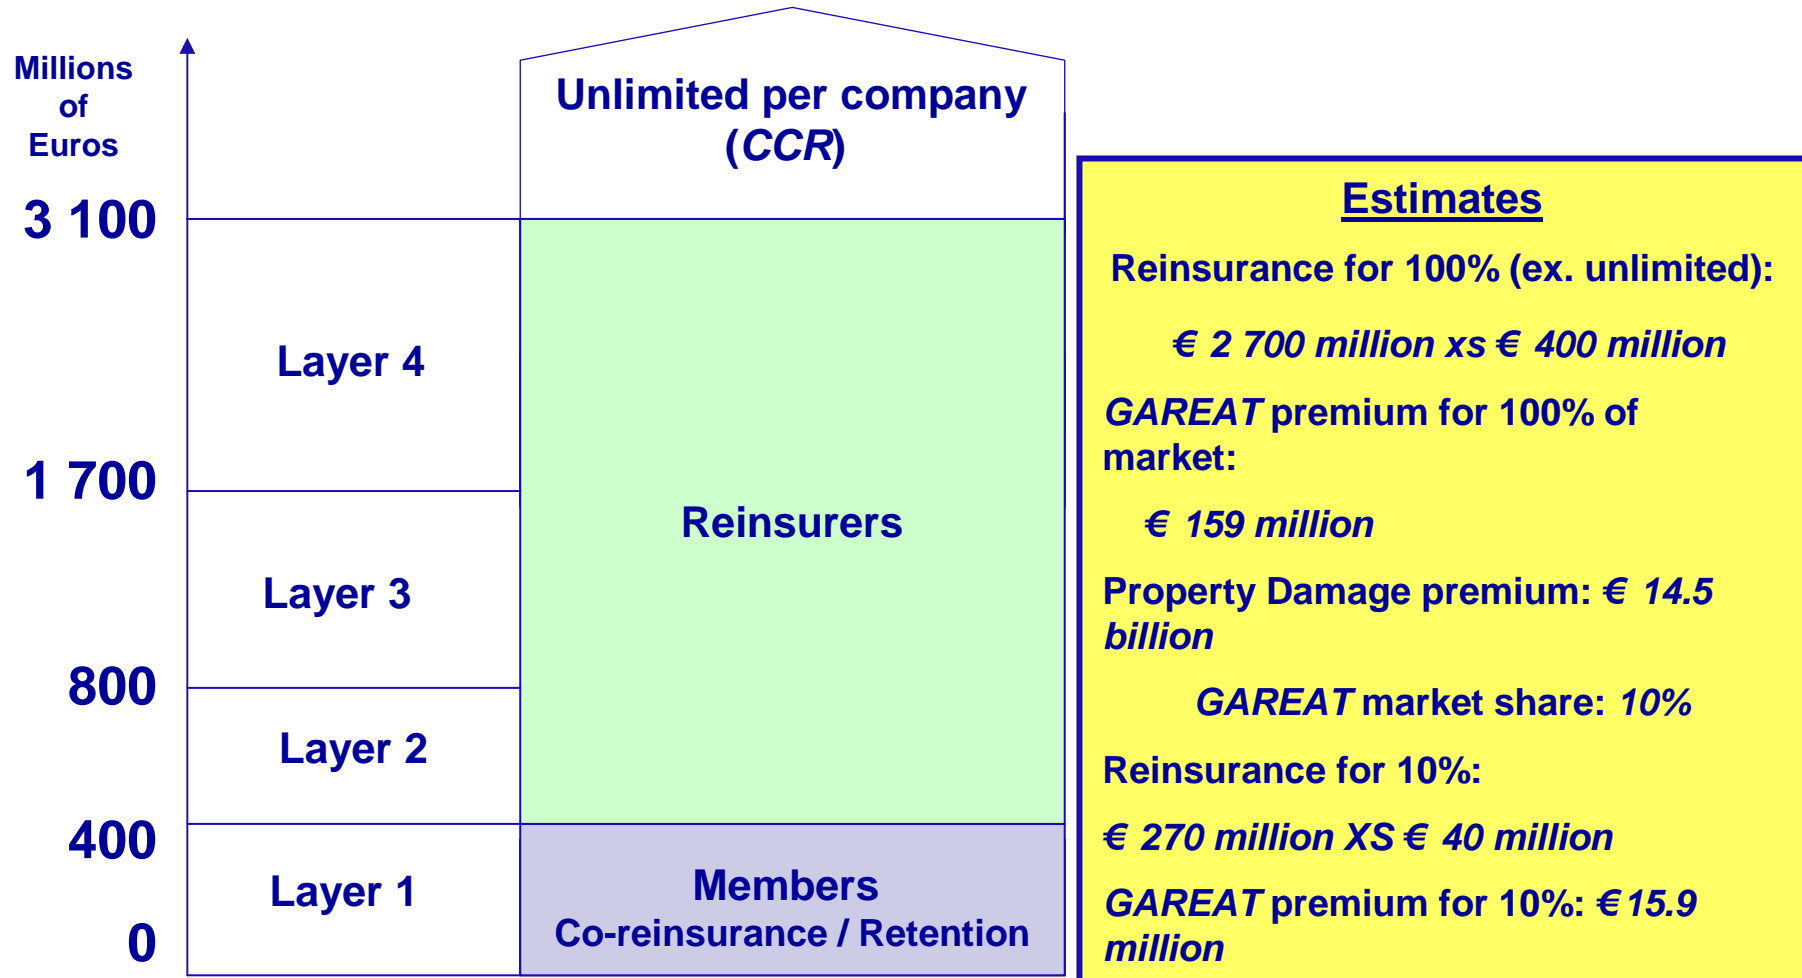 Millions
of
Euros
3 100
1 700
800
400
0
Layer 4
Layer 3
Layer 2
Layer 1
Unlimited per company
(CCR)
Reinsurers
Members
Co-reinsurance / Retention
Estimates
Reinsurance for 100% (ex. unlimited):
€ 2 700 million xs € 400 million
GAREAT premium for 100% of
market:
€ 159 million
Property Damage premium: € 14.5
billion
GAREAT market share: 10%
Reinsurance for 10%:
€ 270 million XS € 40 million
GAREAT premium for 10%: €15.9
million